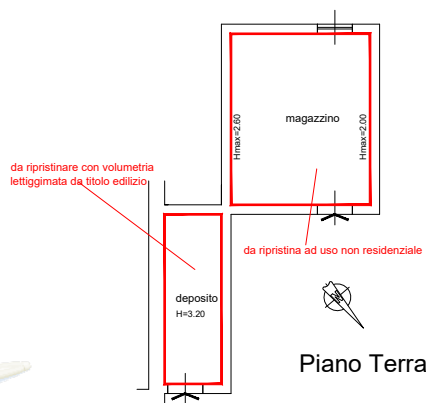 magazzino
Hmax=2.60
Hmax=2.00
da ripristinare con volumetria
lettiggimata da titolo edilizio
da ripristina ad uso non residenziale
deposito
H=3.20
N
Piano Terra